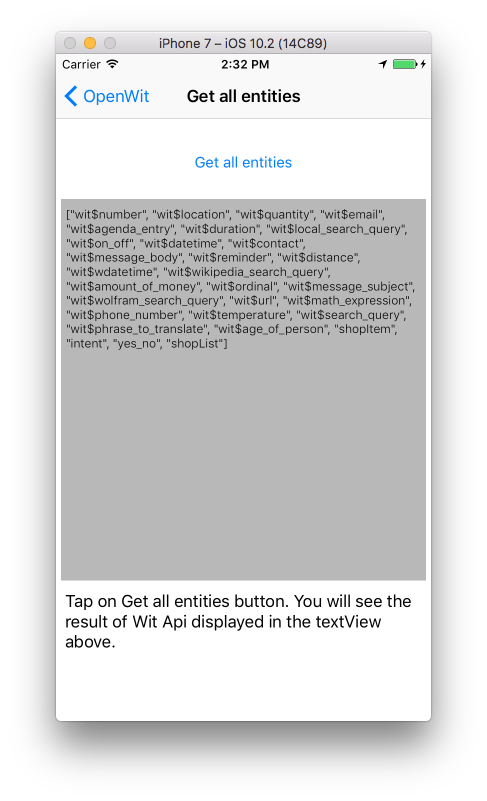 iPhone 7 – iOS 10.2 (14C89)
Carrier 2:32 PM
OpenWit Get all entities
Get all entities
["wit$number", "wit$location", "wit$quantity", "wit$email",
"wit$agenda_entry", "wit$duration", "wit$local_search_query",
"wit$on_off", "wit$datetime", "wit$contact",
"wit$message_body", "wit$reminder", "wit$distance",
"wit$wdatetime", "wit$wikipedia_search_query",
"wit$amount_of_money", "wit$ordinal", "wit$message_subject",
"wit$wolfram_search_query", "wit$url", "wit$math_expression",
"wit$phone_number", "wit$temperature", "wit$search_query",
"wit$phrase_to_translate", "wit$age_of_person", "shopItem",
"intent", "yes_no", "shopList"]
Tap on Get all entities button. You will see the
result of Wit Api displayed in the textView
above.